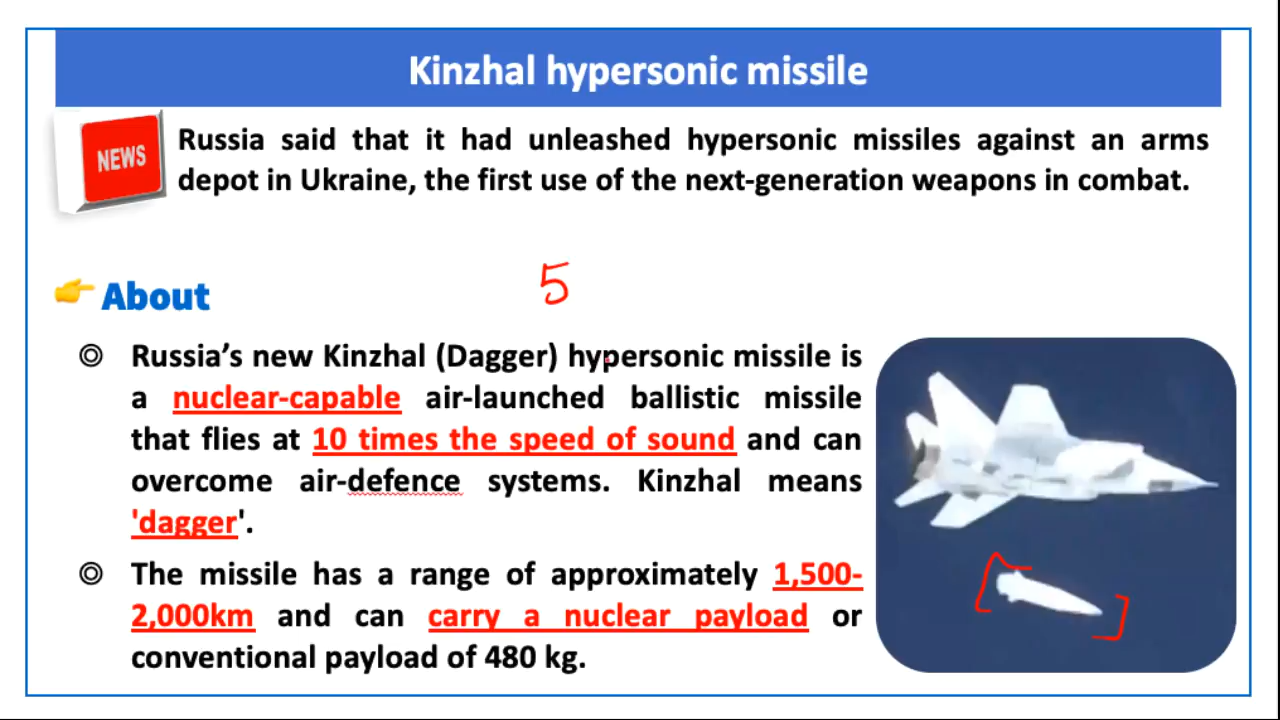 Kinzhal hypersonic missile
NEWS
Russia said that it had unleashed hypersonic missiles against an arms
depot in Ukraine, the first use of the next-generation weapons in combat.
5
About
Russia’s new Kinzhal (Dagger) hypersonic missile is
a nuclear-capable air-launched ballistic missile
that flies at 10 times the speed of sound and can
overcome air-defence systems. Kinzhal means
'dagger'.
The missile has a range of approximately 1,500-
2,000km and can carry a nuclear payload or
conventional payload of 480 kg.